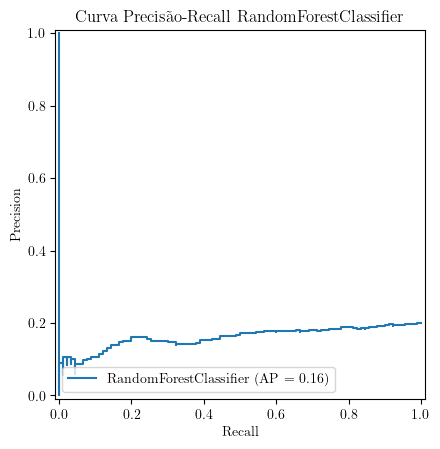 Curva Precisão-Recall RandomForestClassifier
1.0
0.8
0.6
0.4
0.2
0.0
Precision
RandomForestClassifier (AP = 0.16)
0.0 0.2 0.4 0.6 0.8 1.0
Recall